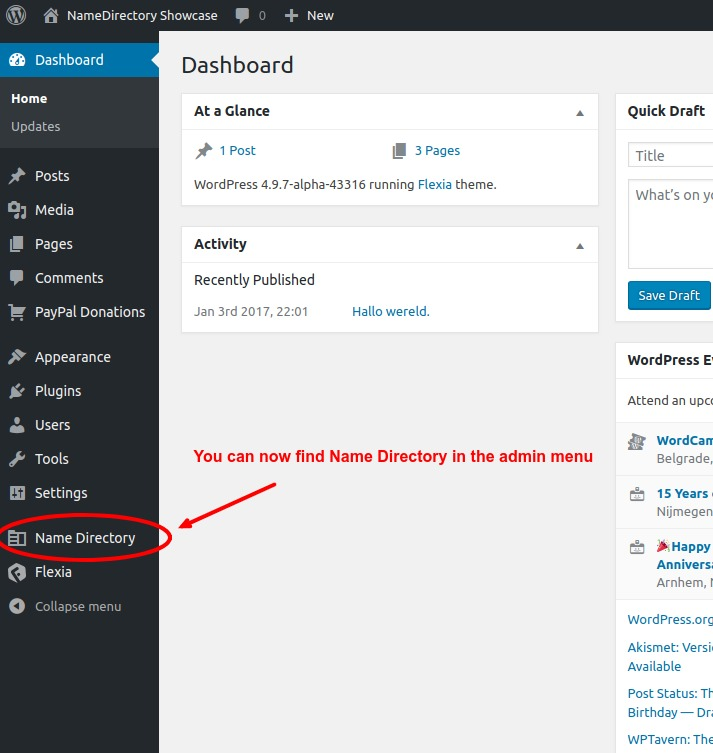 NameDirectory Showcase 0 New
Dashboard
Home
Updates
Posts
Media
Pages
Comments
PayPal Donations
Appearance
Plugins
Users
Tools
Settings
Name Directory
Flexia
Collapse menu
Dashboard
At a Glance
1 Post 3 Pages
WordPress 4.9.7-alpha-43316 running Flexia theme.
Activity
Recently Published
Jan 3rd 2017, 22:01 Hallo wereld.
You can now find Name Directory in the admin menu
Quick Draft
Title
What's on yo
Save Draft
WordPress Ev
Attend an upco
WordCam
Belgrade,
15 Years
Nijmegen
Happy
Anniversa
Arnhem, N
WordPress.org
Akismet: Versi
Available
Post Status: Th
Birthday — Dra
WPTavern: The